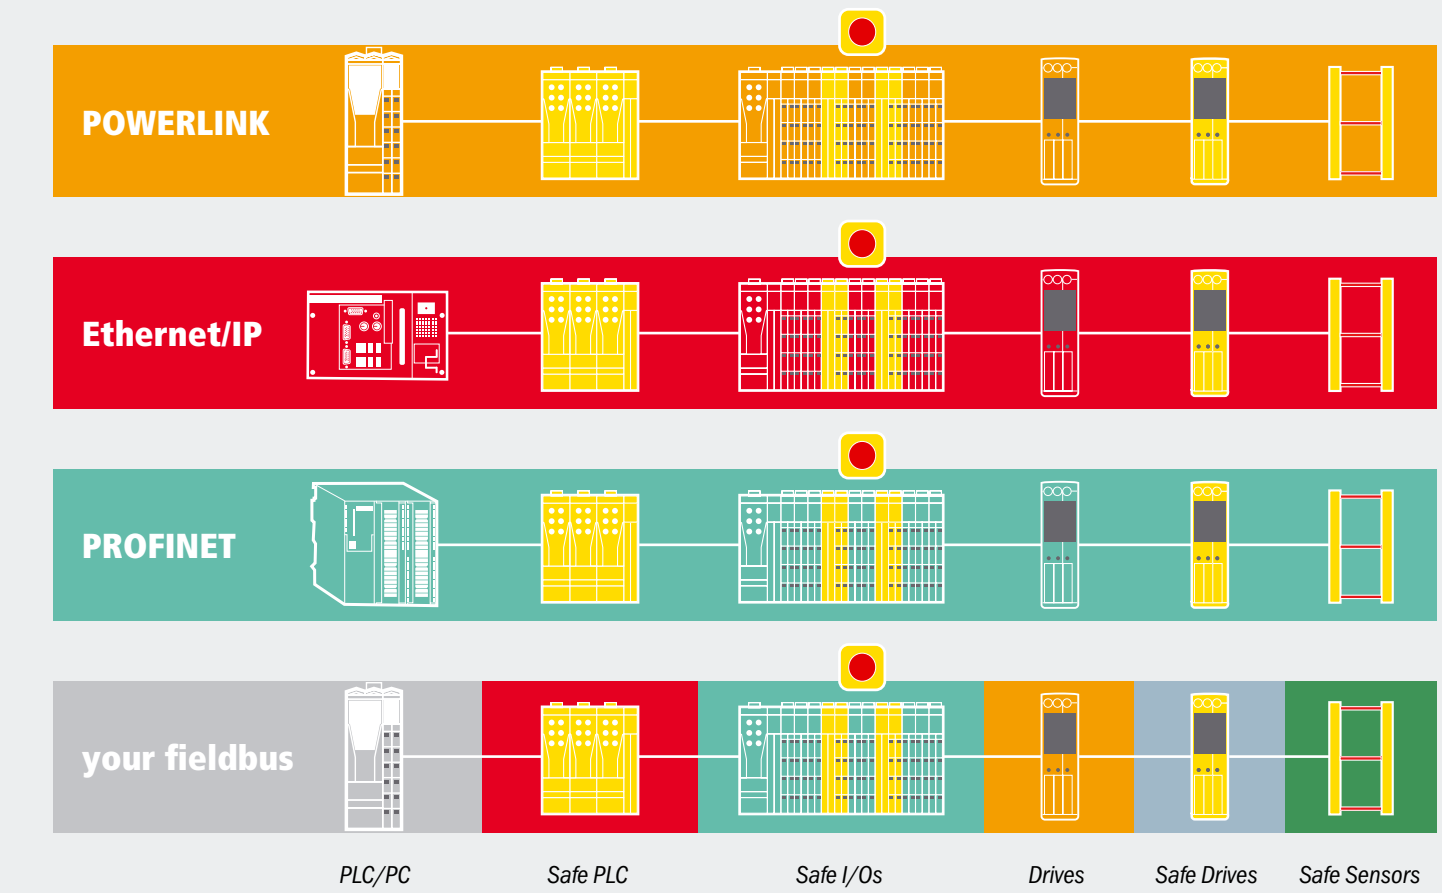 POWERLINK
Ethernet/IP
PROFINET
your fieldbus
PLC/PC Safe PLC Safe I/Os Drives Safe Drives Safe Sensors